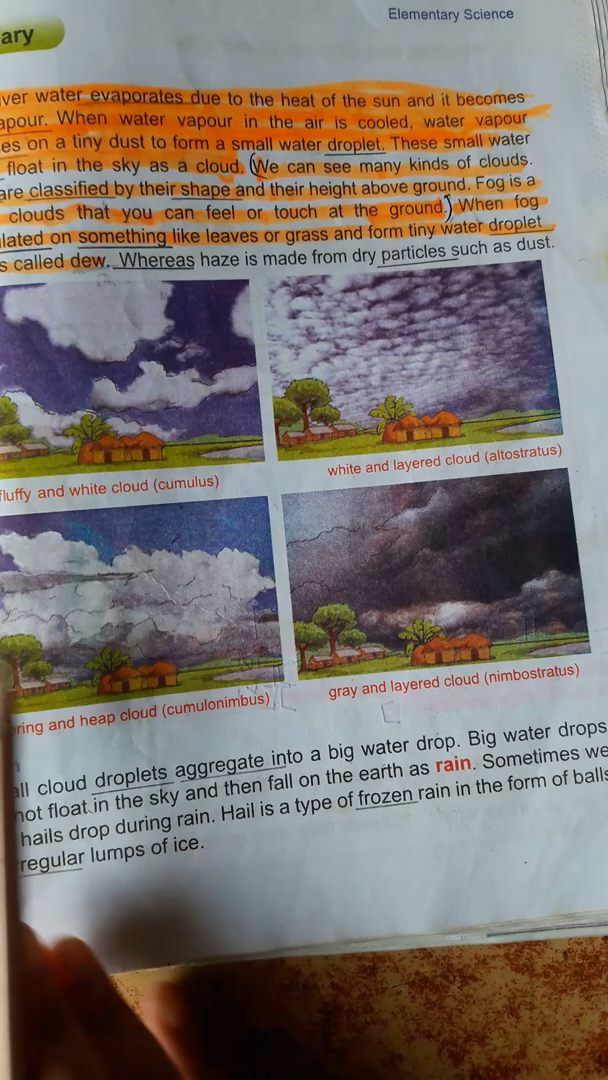 Elementary Science
ary
iver water evaporates due to the heat of the sun and it becomes
apour. When water vapour in the air is cooled, water vapour
es on a tiny dust to form a small water droplet. These small water
float in the sky as a cloud. (We can see many kinds of clouds.
are classified by their shape and their height above ground. Fog is a
clouds that you can feel or touch at the ground.) When fog
ulated on something like leaves or grass and form tiny water droplet
s called dew. Whereas haze is made from dry particles such as dust.
fluffy and white cloud (cumulus)
white and layered cloud (altostratus)
ring and heap cloud (cumulonimbus)
gray and layered cloud (nimbostratus)
all cloud droplets aggregate into a big water drop. Big water drops
not float in the sky and then fall on the earth as rain. Sometimes we
hails drop during rain. Hail is a type of frozen rain in the form of balls
regular lumps of ice.